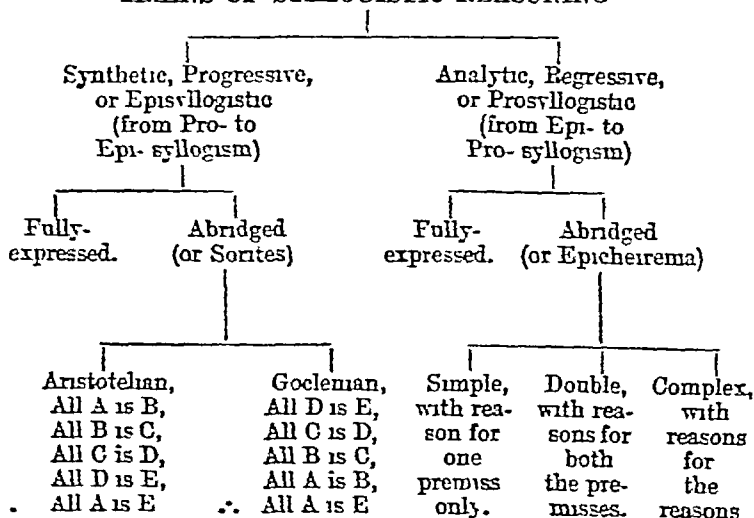 Synthetic, Progressive,
or Episyllogistic
(from Pro- to
Epi- syllogism)
Analytic, Regressive,
or Prosyllogistic
(from Epi- to
Pro- syllogism)
Fully-
expressed.
Abridged
(or Sorites)
Fully-
expressed.
Abridged
(or Epicheirema)
Aristotelian,
All A is B,
All B is C,
All C is D,
All D is E,
. All A is E
Goclenian,
All D is E,
All C is D,
All B is C,
All A is B,
∴ All A is E
Simple,
with rea-
son for
one
premiss
only.
Double,
with rea-
sons for
both
the pre-
misses.
Complex,
with
reasons
for
the
reasons